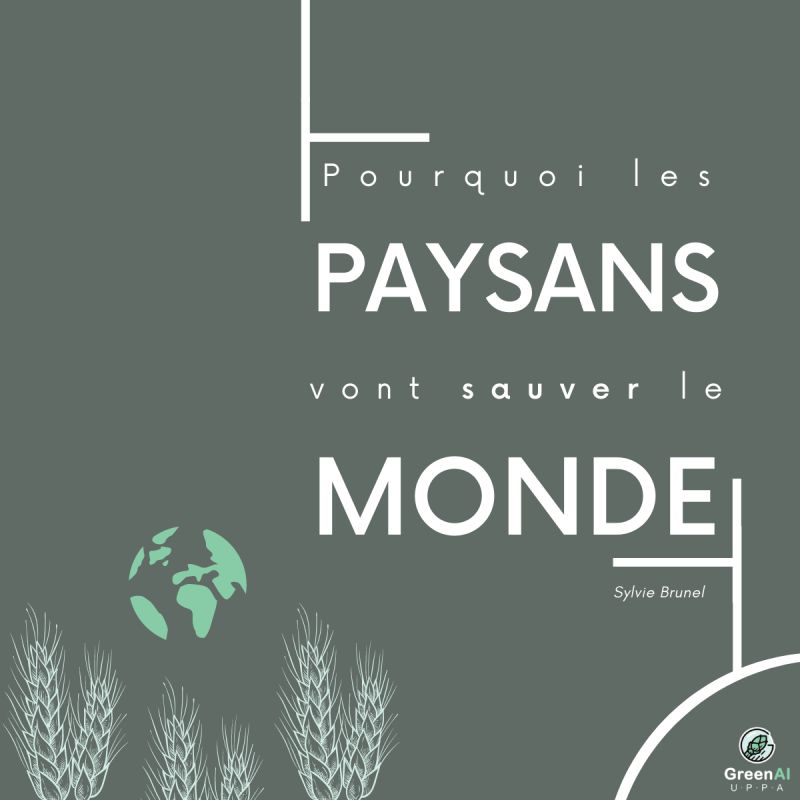 Pourquoi les
PAYSANS
vont sauver le
MONDE
Sylvie Brunel
GreenAI
U·P·P·A